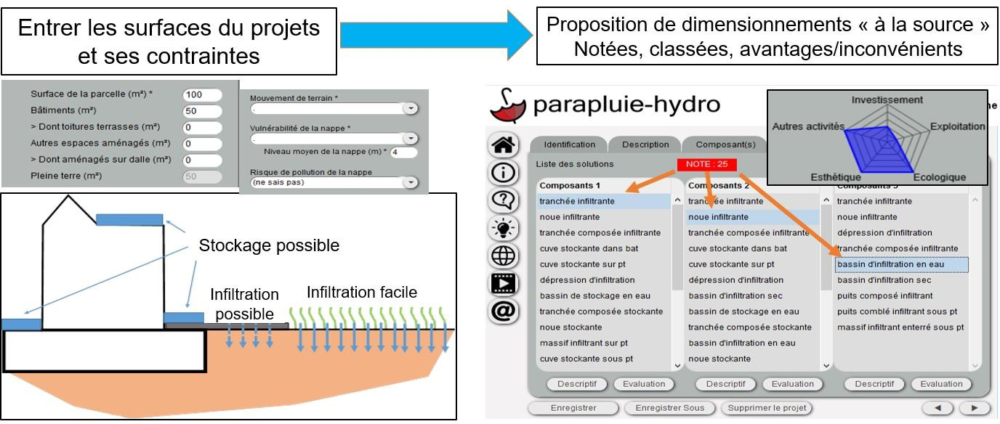 Entrer les surfaces du projets
et ses contraintes
Proposition de dimensionnements « à la source »
Notées, classées, avantages/inconvénients
Surface de la parcelle (m²) * 100
Bâtiments (m²) 50
> Dont toitures terrasses (m²) 0
Autres espaces aménagés (m²) 0
> Dont aménagés sur dalle (m²) 0
Pleine terre (m²) 50
Mouvement de terrain *
.
Vulnérabilité de la nappe *
.
Niveau moyen de la nappe (m) * 4
Risque de pollution de la nappe
(ne sais pas)
Stockage possible
Infiltration
possible
Infiltration facile
parapluie-hydro
Investissement
Autres activités
Exploitation
Esthétique
Ecologique
Identification
Description
Composant(s)
Liste des solutions
NOTE : 25
Composants 1
tranchée infiltrante
noue infiltrante
tranchée composée infiltrante
cuve stockante dans bat
cuve stockante sur pt
dépression d'infiltration
bassin de stockage en eau
tranchée composée stockante
noue stockante
massif infiltrant sur pt
cuve stockante sous pt
Composants 2
tranchée infiltrante
noue infiltrante
tranchée composée infiltrante
cuve stockante dans bat
cuve stockante sur pt
dépression d'infiltration
bassin d'infiltration sec
bassin de stockage en eau
tranchée composée stockante
bassin d'infiltration en eau
noue stockante
Composants 3
tranchée infiltrante
noue infiltrante
dépression d'infiltration
tranchée composée infiltrante
bassin d'infiltration en eau
bassin d'infiltration sec
puits composé infiltrant
puits comblé infiltrant sous pt
massif infiltrant enterré sous pt
Descriptif
Evaluation
Descriptif
Evaluation
Descriptif
Evaluation
Enregistrer
Enregistrer Sous
Supprimer le projet